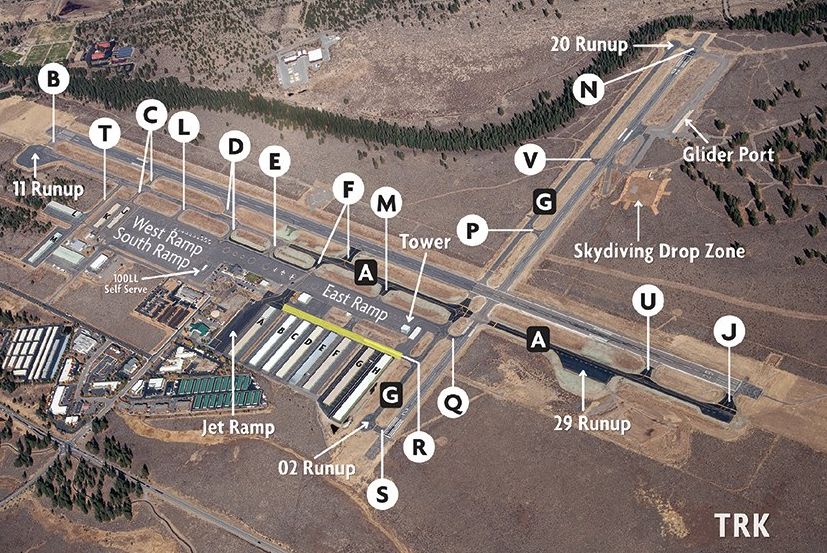 20 Runup
B
N
C
T
L
D
V
Glider Port
11 Runup
E
F
M
G
P
West Ramp
South Ramp
Tower
Skydiving Drop Zone
100LL
Self Serve
A
East Ramp
U
J
A
A
B
C
D
E
F
G
H
G
Q
29 Runup
Jet Ramp
02 Runup
R
S
TRK